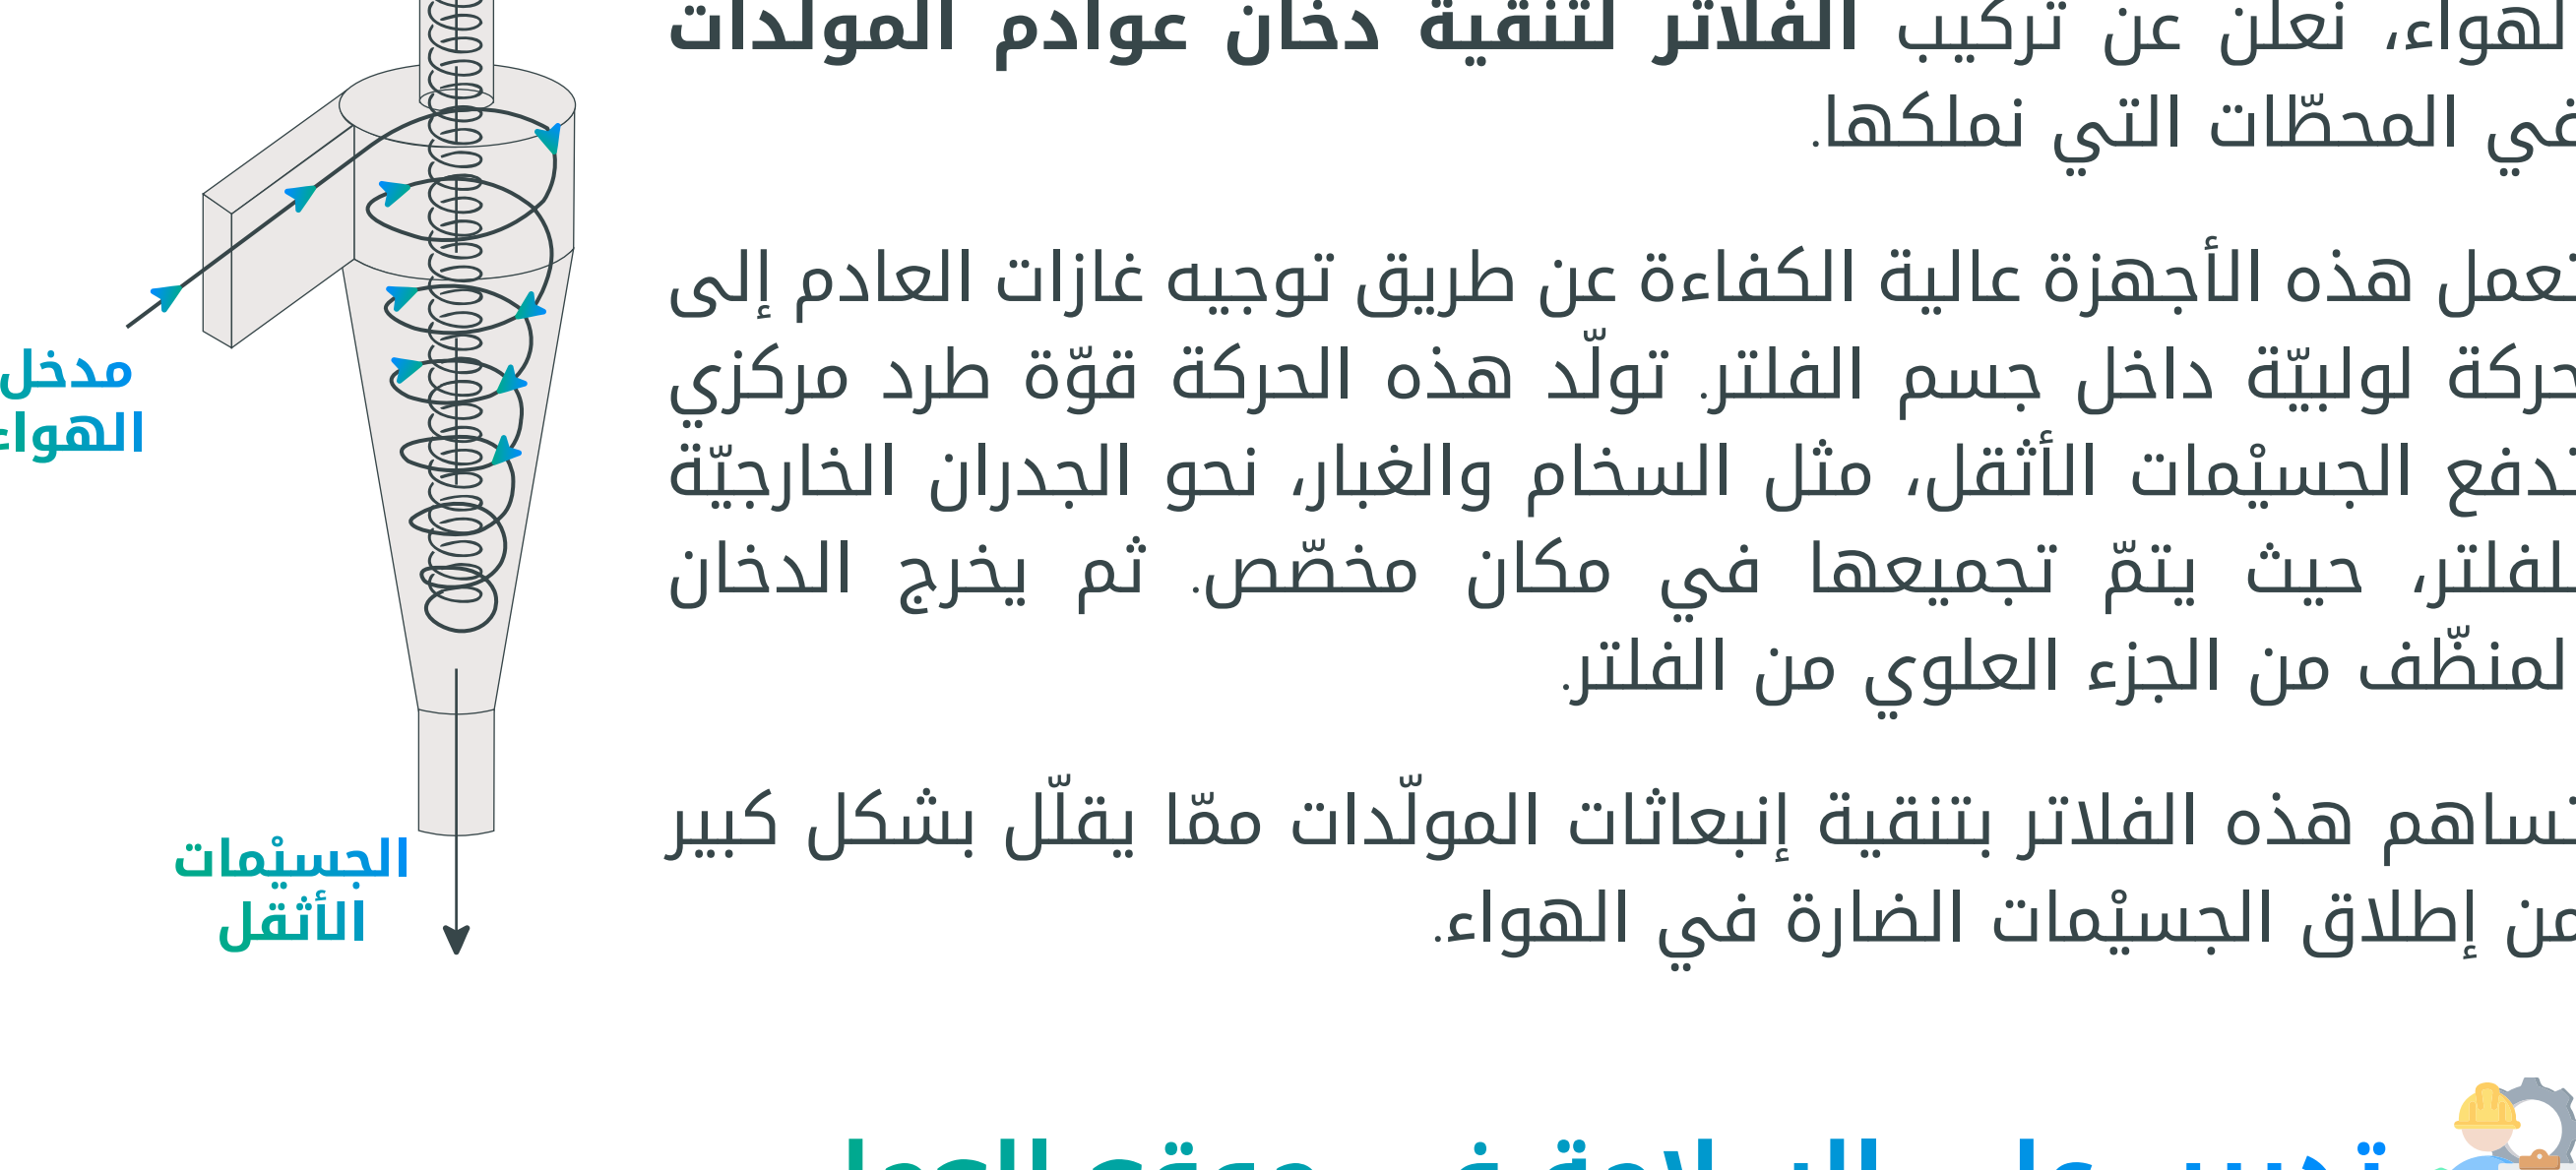 الهواء، نعلن عن تركيب الفلاتر لتنقية دخان عوادم المولدات
في المحطّات التي نملكها.
تعمل هذه الأجهزة عالية الكفاءة عن طريق توجيه غازات العادم إلى
حركة لولبيّة داخل جسم الفلتر. تولّد هذه الحركة قوّة طرد مركزي
تدفع الجسيْمات الأثقل، مثل السخام والغبار، نحو الجدران الخارجيّة
للفلتر، حيث يتمّ تجميعها في مكان مخصّص. ثم يخرج الدخان
المنظّف من الجزء العلوي من الفلتر.
تساهم هذه الفلاتر بتنقية إنبعاثات المولّدات ممّا يقلّل بشكل كبير
من إطلاق الجسيْمات الضارة في الهواء.
مدخل
الهواء
الجسيْمات
الأثقل